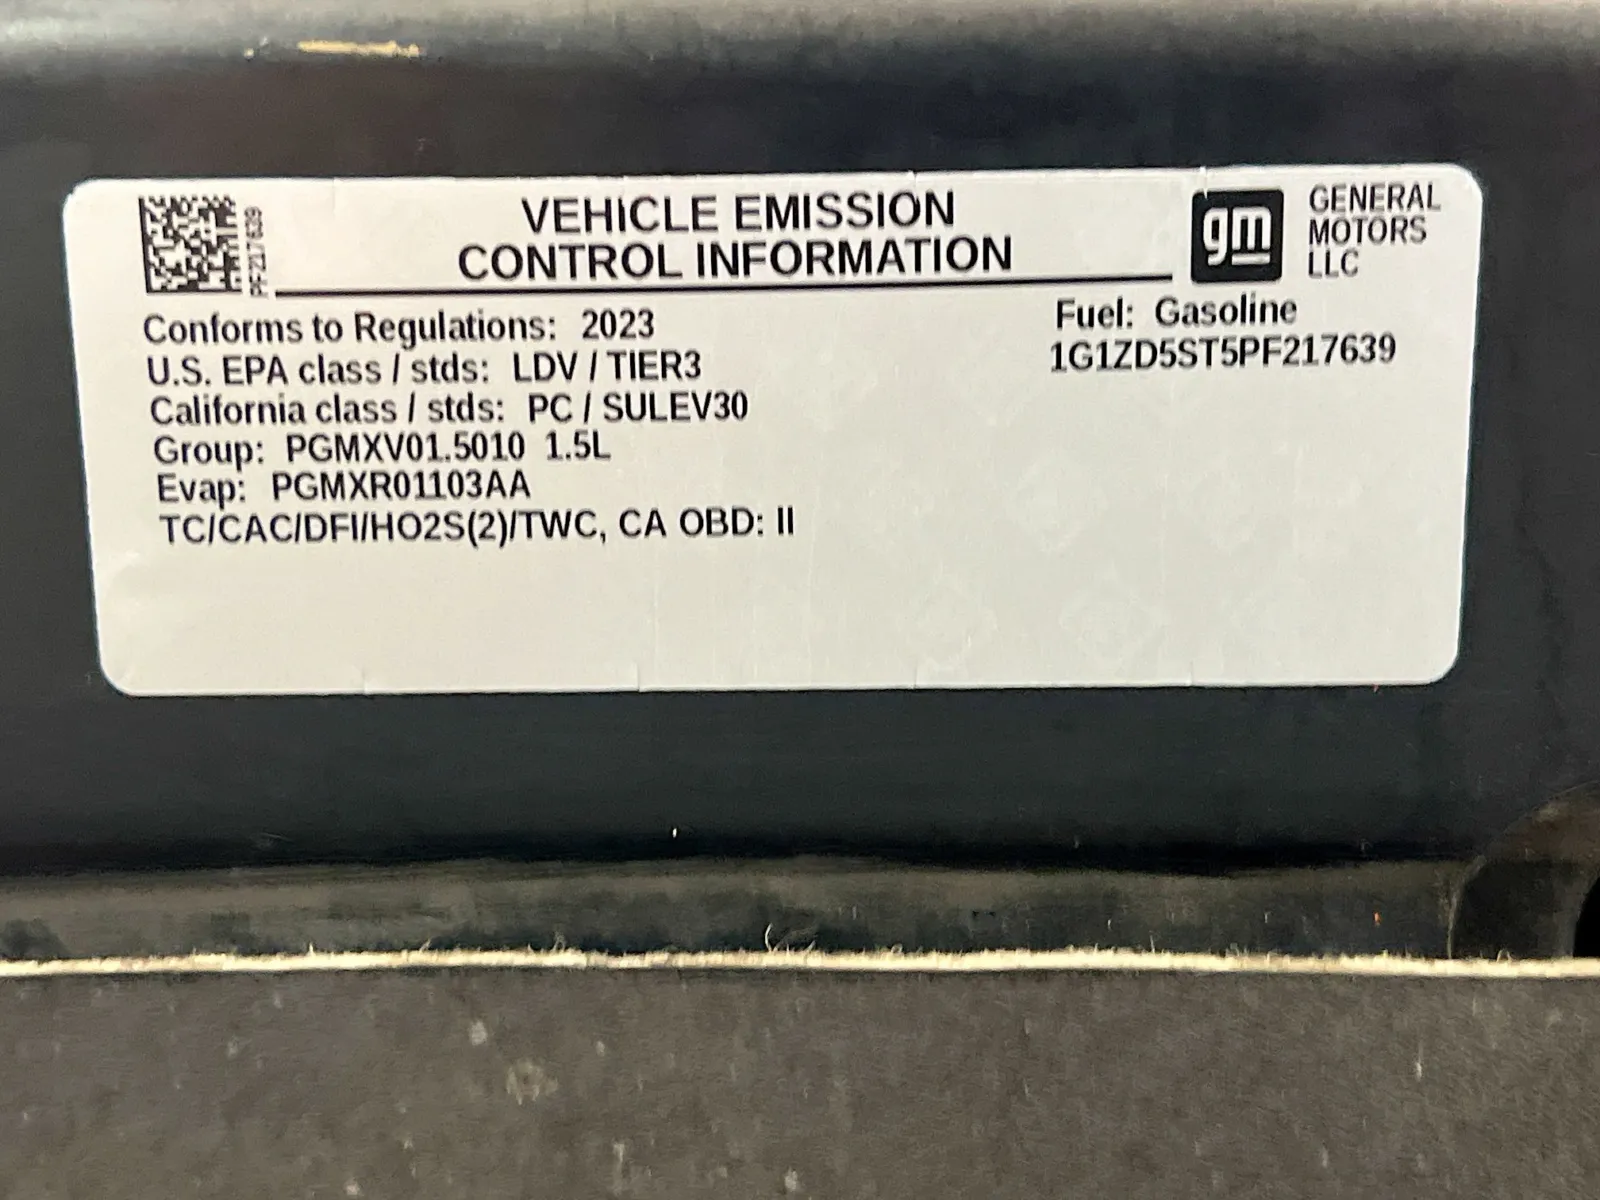 PF217639
VEHICLE EMISSION
CONTROL INFORMATION
gm
GENERAL
MOTORS
LLC
Conforms to Regulations: 2023
U.S. EPA class / stds: LDV / TIER3
California class / stds: PC / SULEV30
Group: PGMXV01.5010 1.5L
Evap: PGMXR01103AA
TC/CAC/DFI/HO2S(2)/TWC, CA OBD: II
Fuel: Gasoline
1G1ZD5ST5PF217639